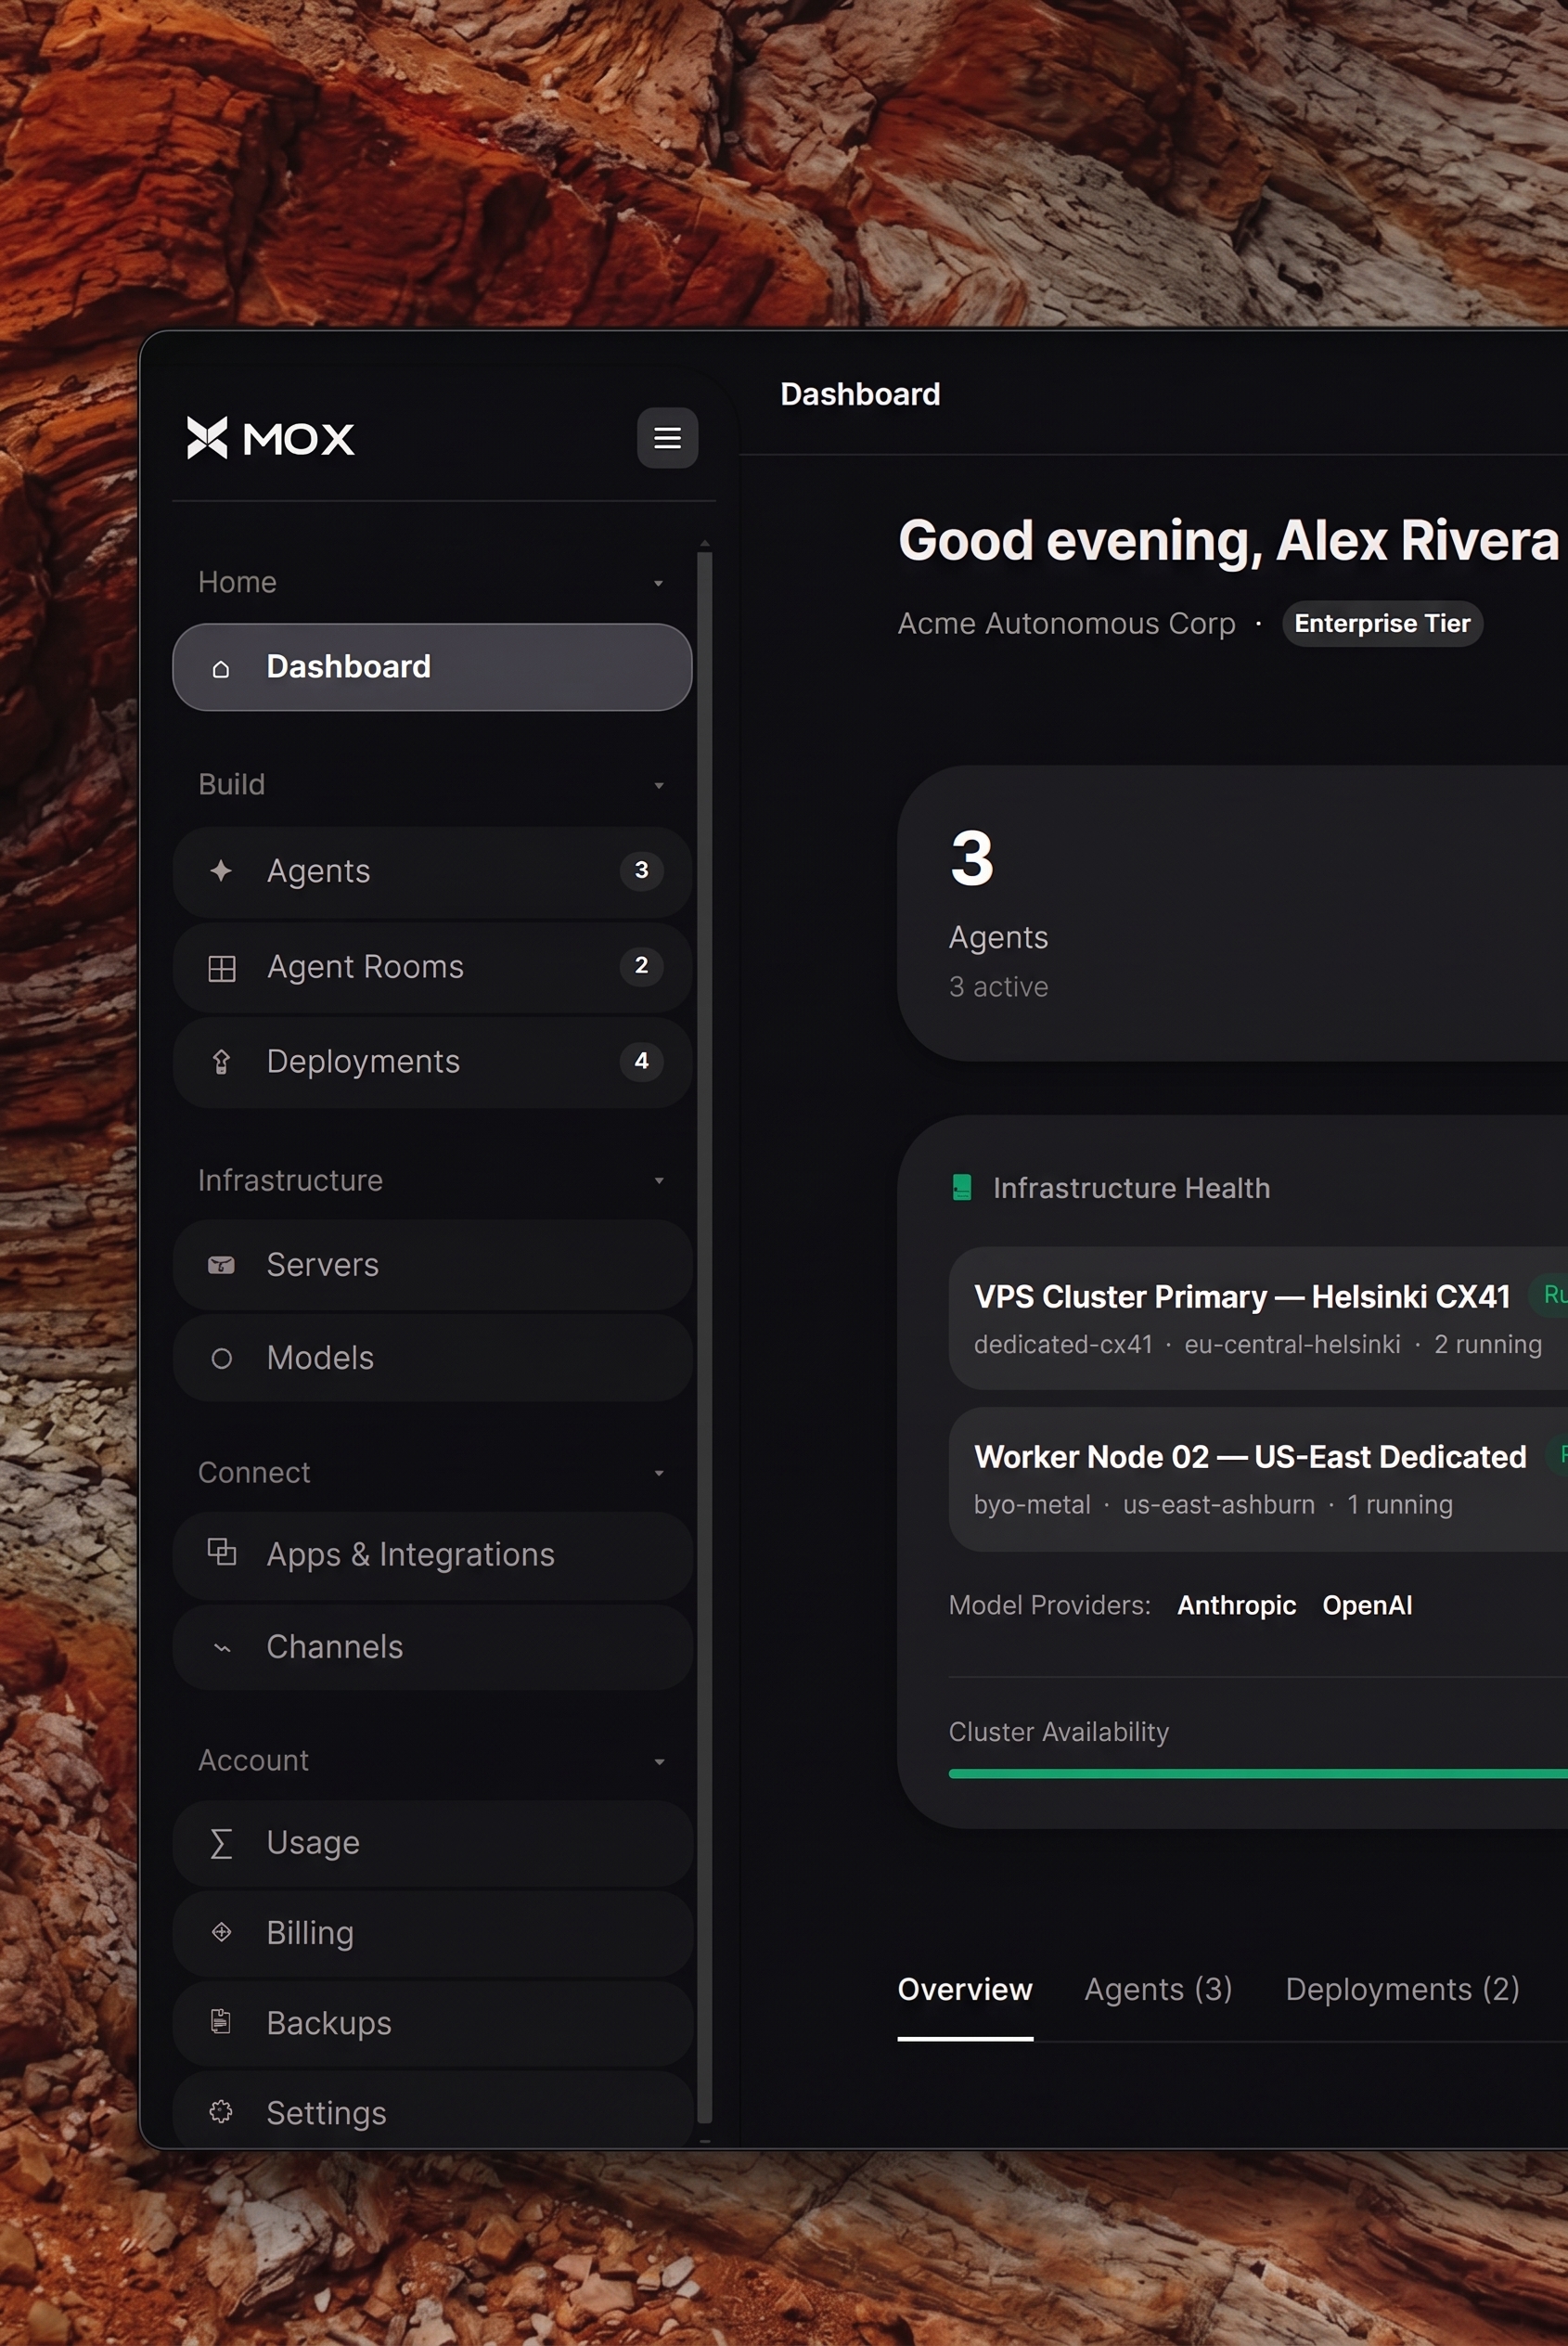 MOX
Home
Dashboard
Build
Agents 3
Agent Rooms 2
Deployments 4
Infrastructure
Servers
Models
Connect
Apps & Integrations
Channels
Account
Usage
Billing
Backups
Settings
Dashboard
Good evening, Alex Rivera
Acme Autonomous Corp · Enterprise Tier
3
Agents
3 active
Infrastructure Health
VPS Cluster Primary — Helsinki CX41
dedicated-cx41 · eu-central-helsinki · 2 running
Worker Node 02 — US-East Dedicated
byo-metal · us-east-ashburn · 1 running
Model Providers: Anthropic OpenAI
Cluster Availability
Overview Agents (3) Deployments (2)